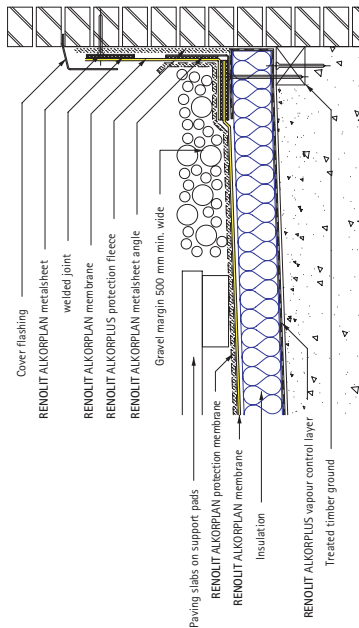 Cover flashing
RENOLIT ALKORPLAN metalsheet
welded joint
RENOLIT ALKORPLAN membrane
RENOLIT ALKORPLUS protection fleece
RENOLIT ALKORPLAN metalsheet angle
Gravel margin 500 mm min. wide
Paving slabs on support pads
RENOLIT ALKORPLAN protection membrane
RENOLIT ALKORPLAN membrane
Insulation
RENOLIT ALKORPLUS vapour control layer
Treated timber ground